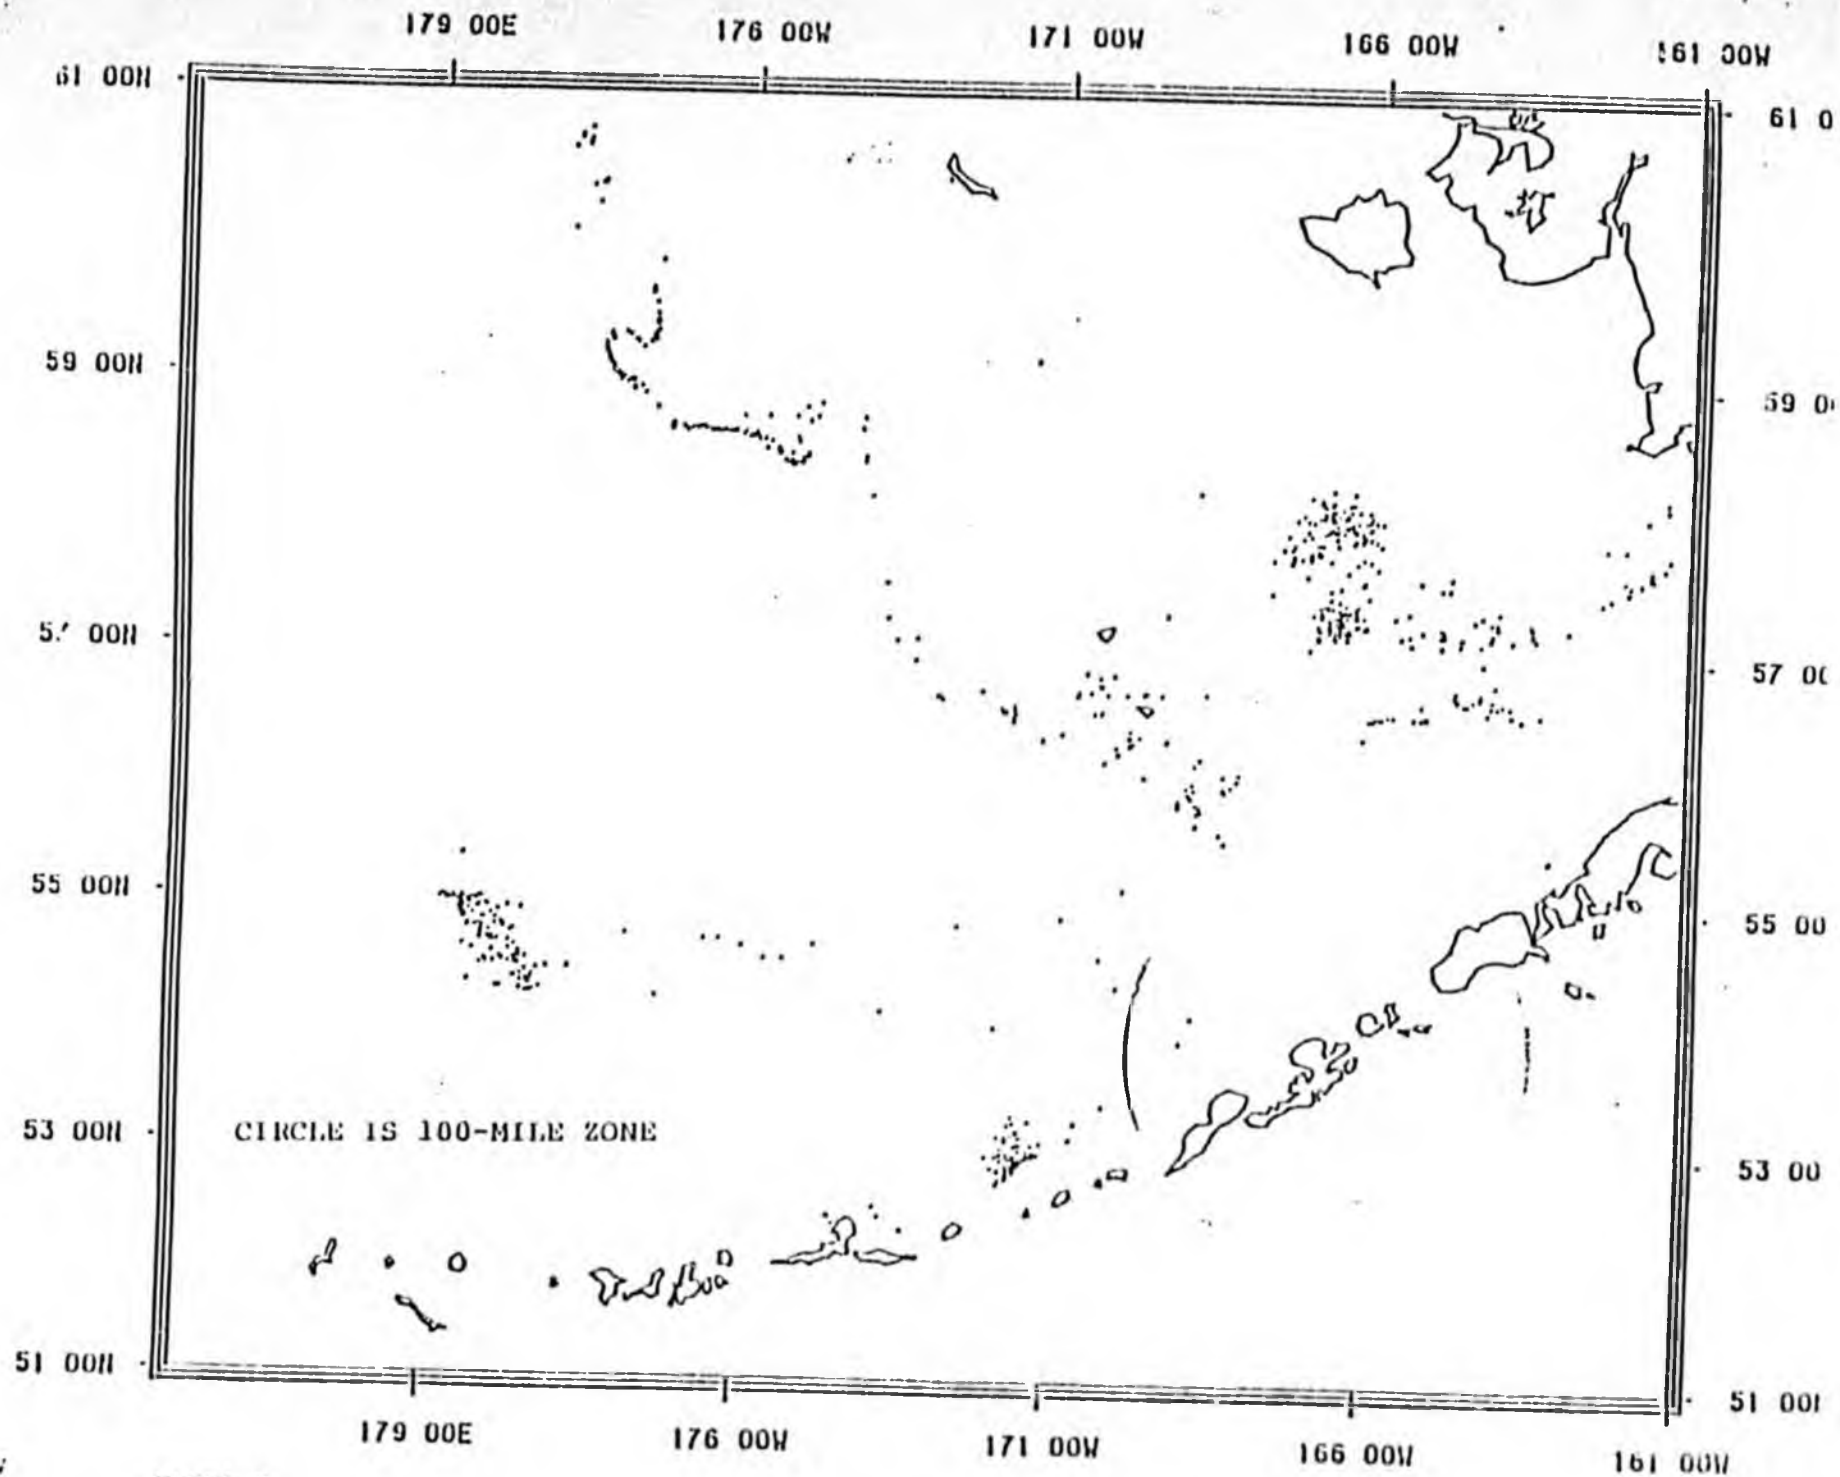 179 00E 176 00W 171 00W 166 00W 161 00W
61 00N 61 0
59 00N 59 0
57 00N 57 00
55 00N 55 00
53 00N CIRCLE IS 100-MILE ZONE 53 00
51 00N 51 00
179 00E 176 00W 171 00W 166 00W 161 00W